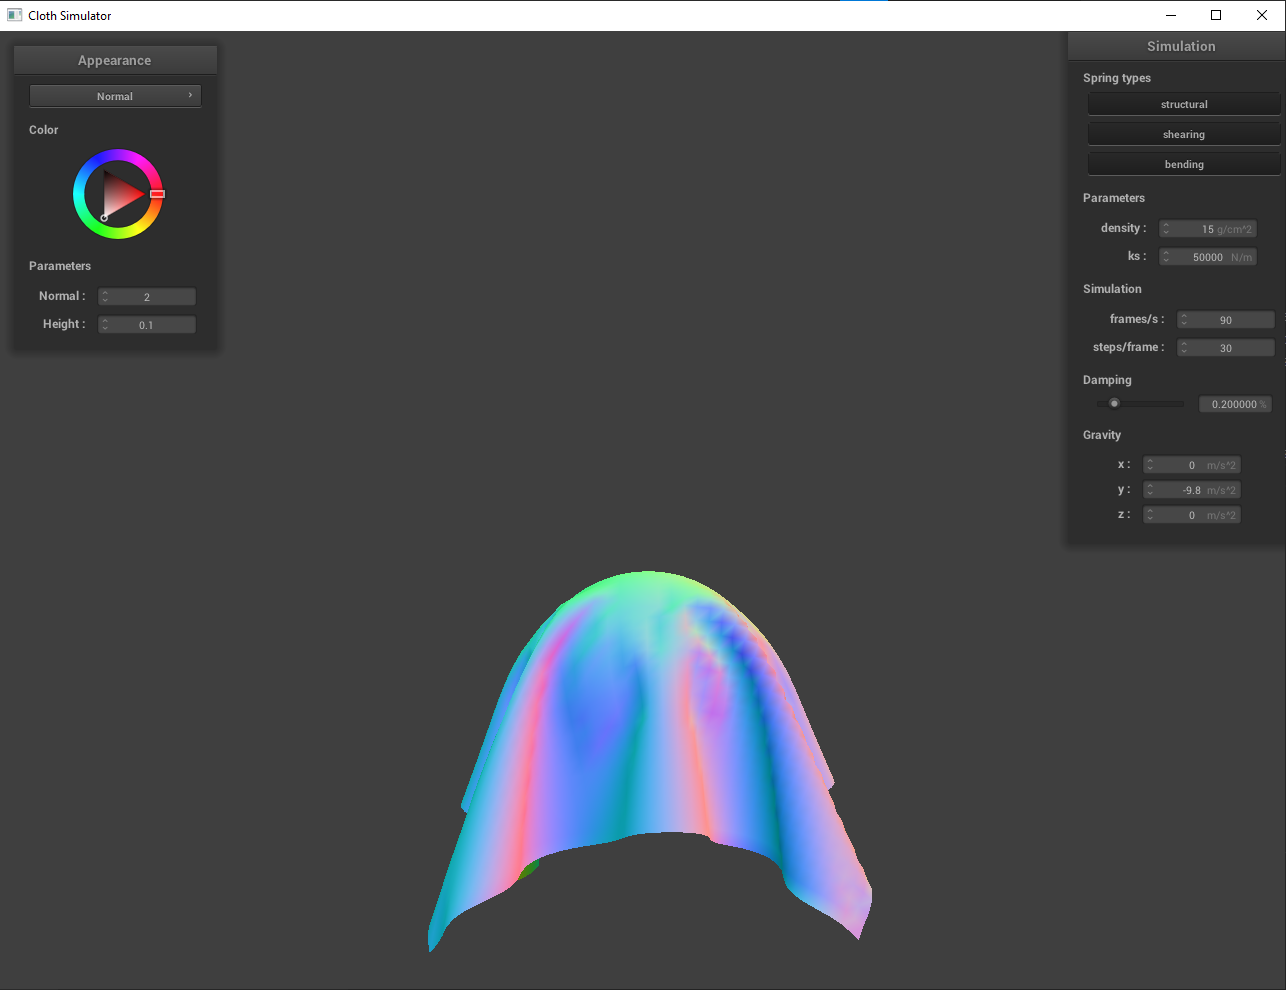 Cloth Simulator
Appearance
Normal
Color
Parameters
Normal : 2
Height : 0.1
Simulation
Spring types
structural
shearing
bending
Parameters
density : 15 g/cm^2
ks : 50000 N/m
Simulation
frames/s : 90
steps/frame : 30
Damping
0.200000 %
Gravity
x : 0 m/s^2
y : -9.8 m/s^2
z : 0 m/s^2